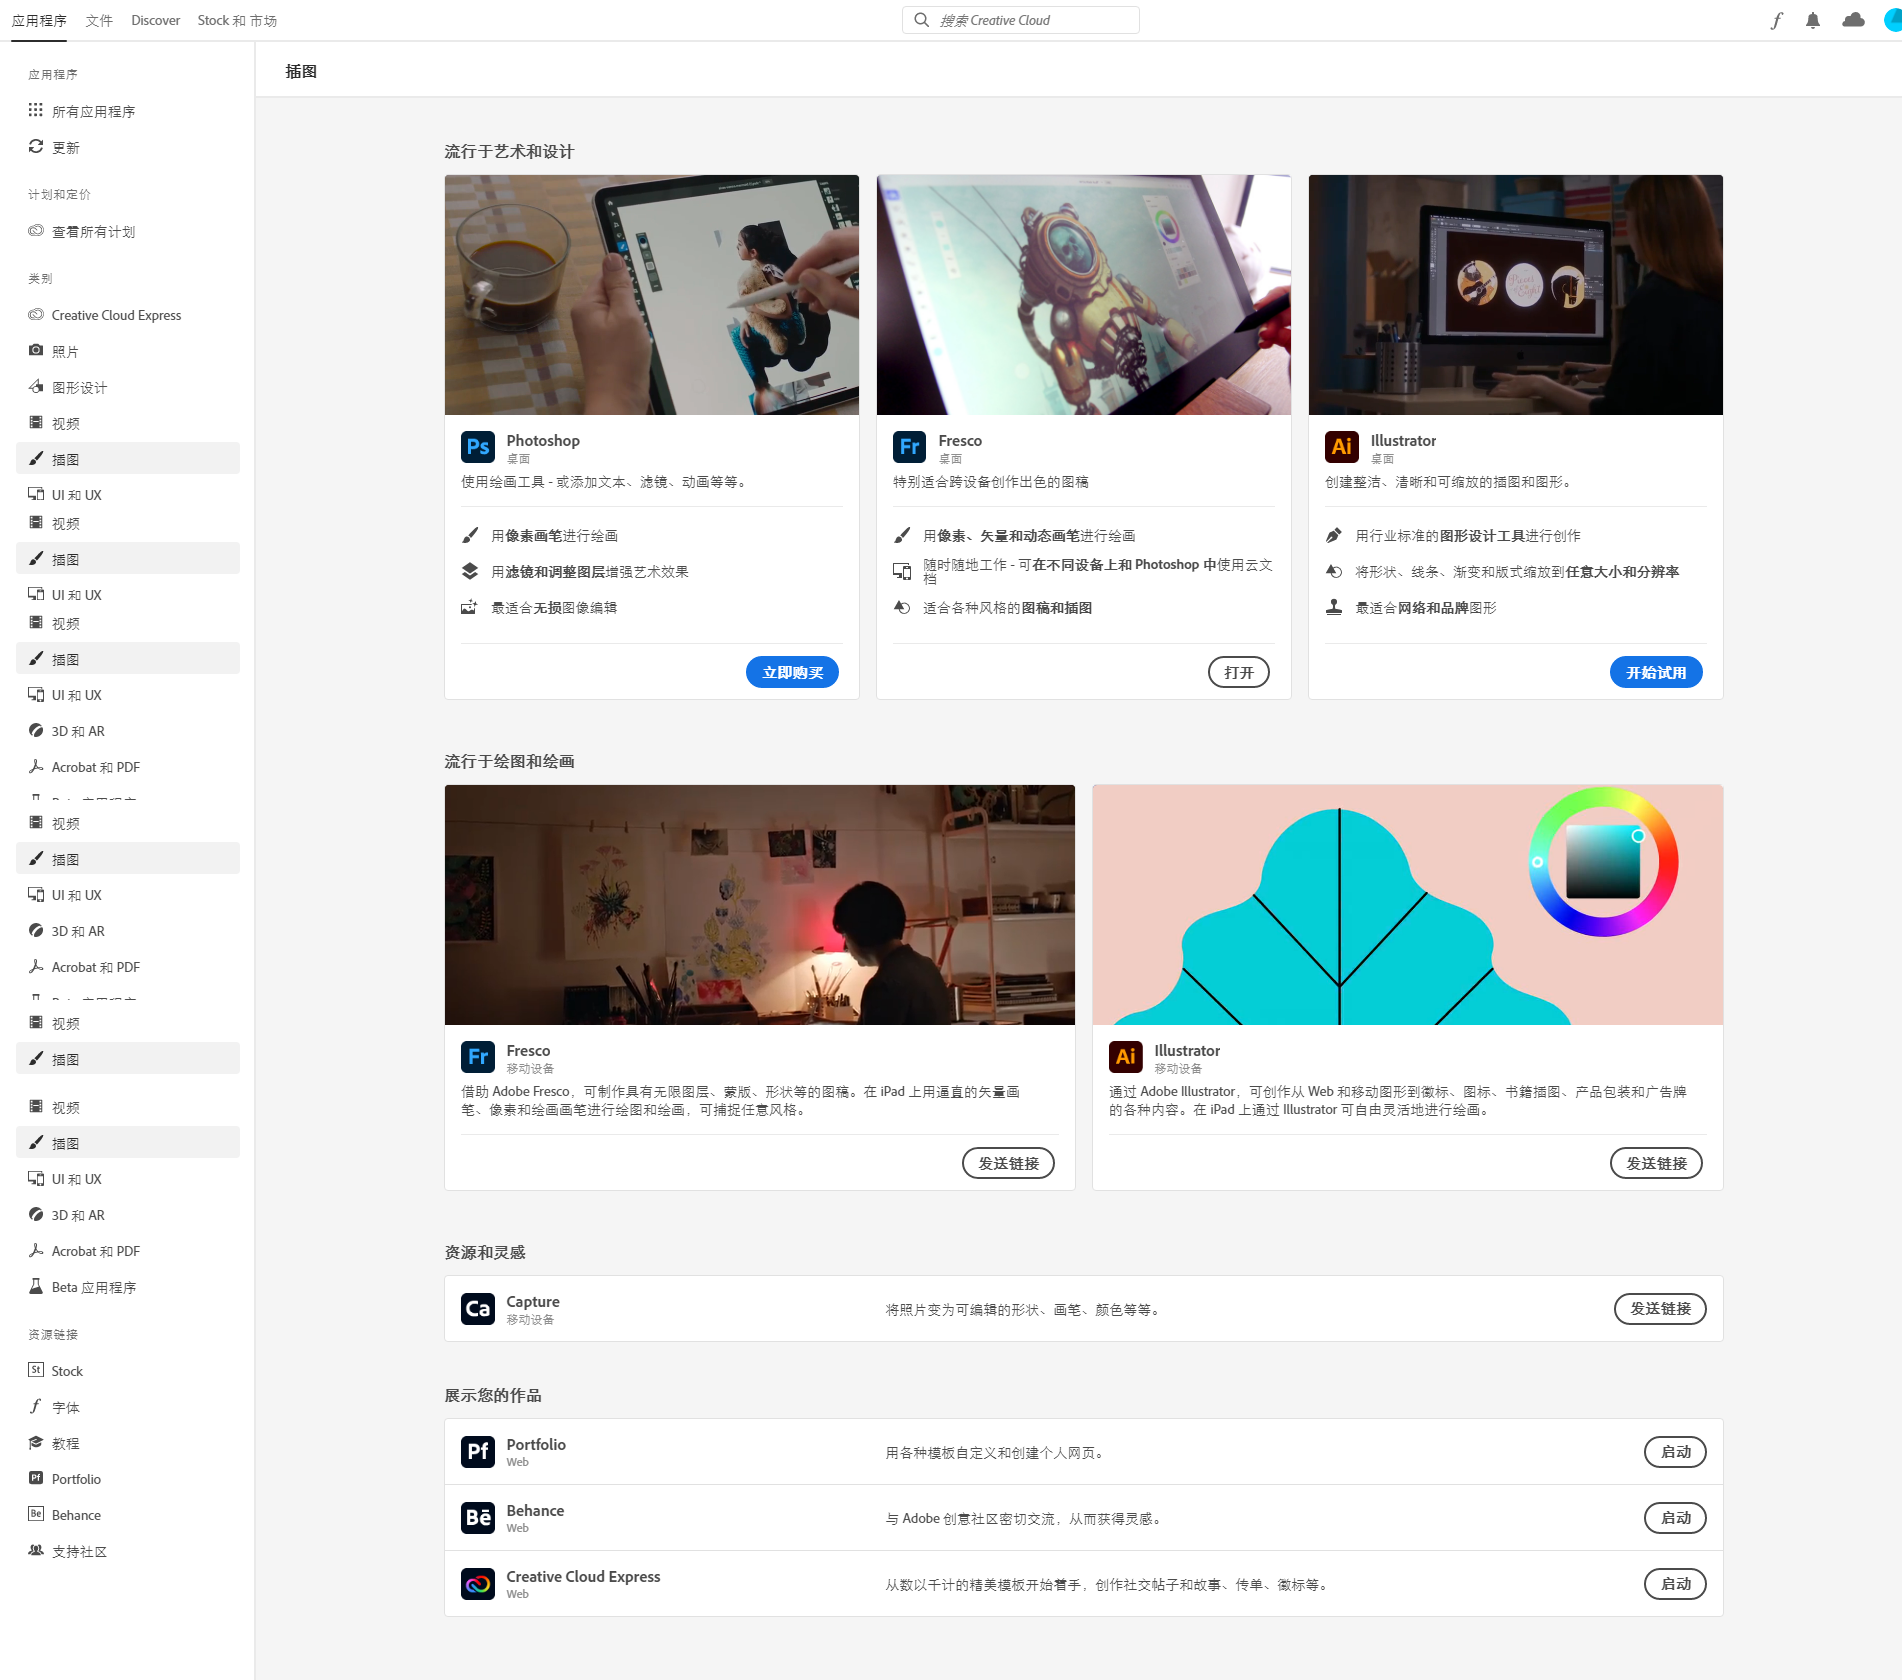 应用程序 文件 Discover Stock 和 市场
搜索 Creative Cloud
应用程序
所有应用程序
更新
计划和定价
查看所有计划
类别
Creative Cloud Express
照片
图形设计
视频
插图
UI 和 UX
视频
插图
UI 和 UX
视频
插图
UI 和 UX
3D 和 AR
Acrobat 和 PDF
Beta 应用程序
视频
插图
UI 和 UX
3D 和 AR
Acrobat 和 PDF
Beta 应用程序
视频
插图
视频
插图
UI 和 UX
3D 和 AR
Acrobat 和 PDF
Beta 应用程序
资源链接
St Stock
字体
教程
Pf Portfolio
Be Behance
支持社区
插图
流行于艺术和设计
Ps Photoshop
桌面
使用绘画工具 - 或添加文本、滤镜、动画等等。
用像素画笔进行绘画
用滤镜和调整图层增强艺术效果
最适合无损图像编辑
立即购买
Fr Fresco
桌面
特别适合跨设备创作出色的图稿
用像素、矢量和动态画笔进行绘画
随时随地工作 - 可在不同设备上和 Photoshop 中使用云文
档
适合各种风格的图稿和插图
打开
Ai Illustrator
桌面
创建整洁、清晰和可缩放的插图和图形。
用行业标准的图形设计工具进行创作
将形状、线条、渐变和版式缩放到任意大小和分辨率
最适合网络和品牌图形
开始试用
流行于绘图和绘画
Fr Fresco
移动设备
借助 Adobe Fresco，可制作具有无限图层、蒙版、形状等的图稿。在 iPad 上用逼真的矢量画
笔、像素和绘画画笔进行绘图和绘画，可捕捉任意风格。
发送链接
Ai Illustrator
移动设备
通过 Adobe Illustrator，可创作从 Web 和移动图形到徽标、图标、书籍插图、产品包装和广告牌
的各种内容。在 iPad 上通过 Illustrator 可自由灵活地进行绘画。
发送链接
资源和灵感
Ca Capture
移动设备
将照片变为可编辑的形状、画笔、颜色等等。
发送链接
展示您的作品
Pf Portfolio
Web
用各种模板自定义和创建个人网页。
启动
Bē Behance
Web
与 Adobe 创意社区密切交流，从而获得灵感。
启动
Creative Cloud Express
Web
从数以千计的精美模板开始着手，创作社交帖子和故事、传单、徽标等。
启动